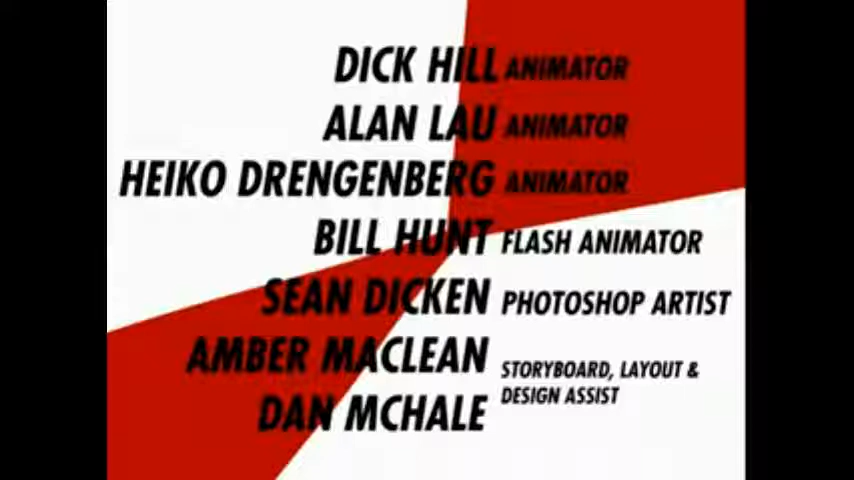 DICK HILL ANIMATOR
ALAN LAU ANIMATOR
HEIKO DRENGENBERG ANIMATOR
BILL HUNT FLASH ANIMATOR
SEAN DICKEN PHOTOSHOP ARTIST
AMBER MACLEAN STORYBOARD, LAYOUT &
DESIGN ASSIST
DAN MCHALE